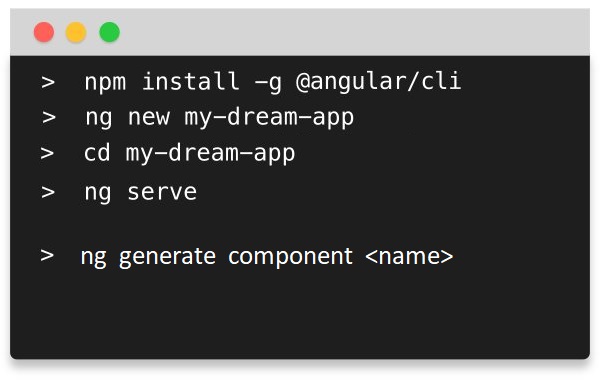 > npm install -g @angular/cli
> ng new my-dream-app
> cd my-dream-app
> ng serve
> ng generate component <name>